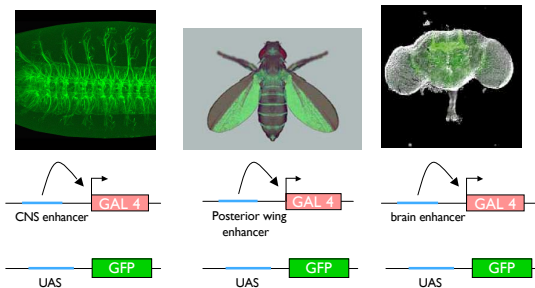 GAL 4
CNS enhancer
GAL 4
Posterior wing
enhancer
GAL 4
brain enhancer
GFP
UAS
GFP
UAS
GFP
UAS